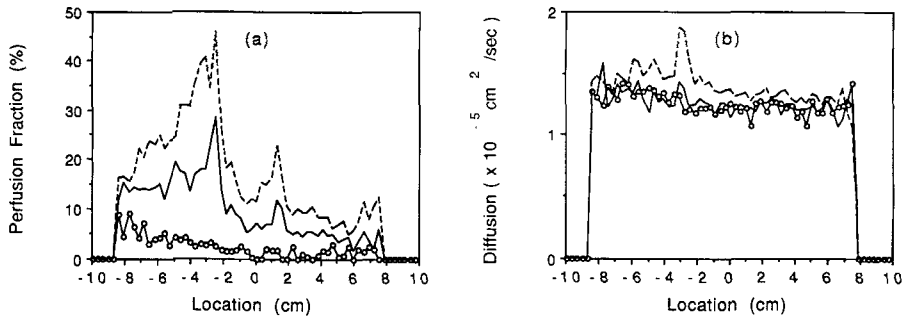 50
40
30
20
10
0
Perfusion Fraction (%)
(a)
-10 -8 -6 -4 -2 0 2 4 6 8 10
Location (cm)
2
1
0
Diffusion ( x 10 -5 cm 2 /sec)
(b)
-10 -8 -6 -4 -2 0 2 4 6 8 10
Location (cm)